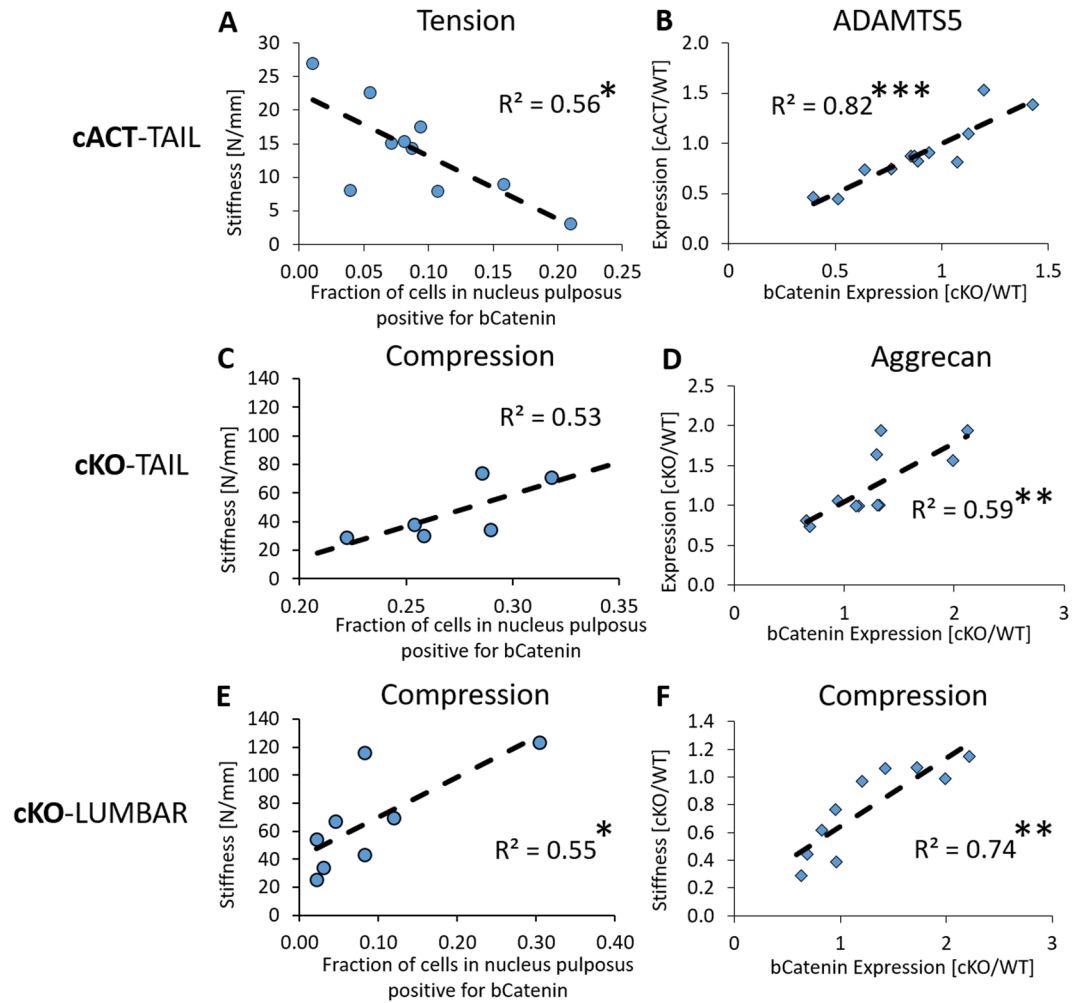 A
Tension
30
25
20
15
10
5
0
Stiffness [N/mm]
R² = 0.56*
0.00 0.05 0.10 0.15 0.20 0.25
Fraction of cells in nucleus pulposus
positive for bCatenin
cACT-TAIL
B
ADAMTS5
2.0
1.5
1.0
0.5
0.0
Expression [cACT/WT]
R² = 0.82***
0 0.5 1 1.5
bCatenin Expression [cKO/WT]
C
Compression
140
120
100
80
60
40
20
0
Stiffness [N/mm]
R² = 0.53
0.20 0.25 0.30 0.35
Fraction of cells in nucleus pulposus
positive for bCatenin
cKO-TAIL
D
Aggrecan
2.5
2.0
1.5
1.0
0.5
0.0
Expression [cKO/WT]
R² = 0.59**
0 1 2 3
bCatenin Expression [cKO/WT]
E
Compression
140
120
100
80
60
40
20
0
Stiffness [N/mm]
R² = 0.55*
0.00 0.10 0.20 0.30 0.40
Fraction of cells in nucleus pulposus
positive for bCatenin
cKO-LUMBAR
F
Compression
1.4
1.2
1.0
0.8
0.6
0.4
0.2
0.0
Stiffness [cKO/WT]
R² = 0.74**
0 1 2 3
bCatenin Expression [cKO/WT]